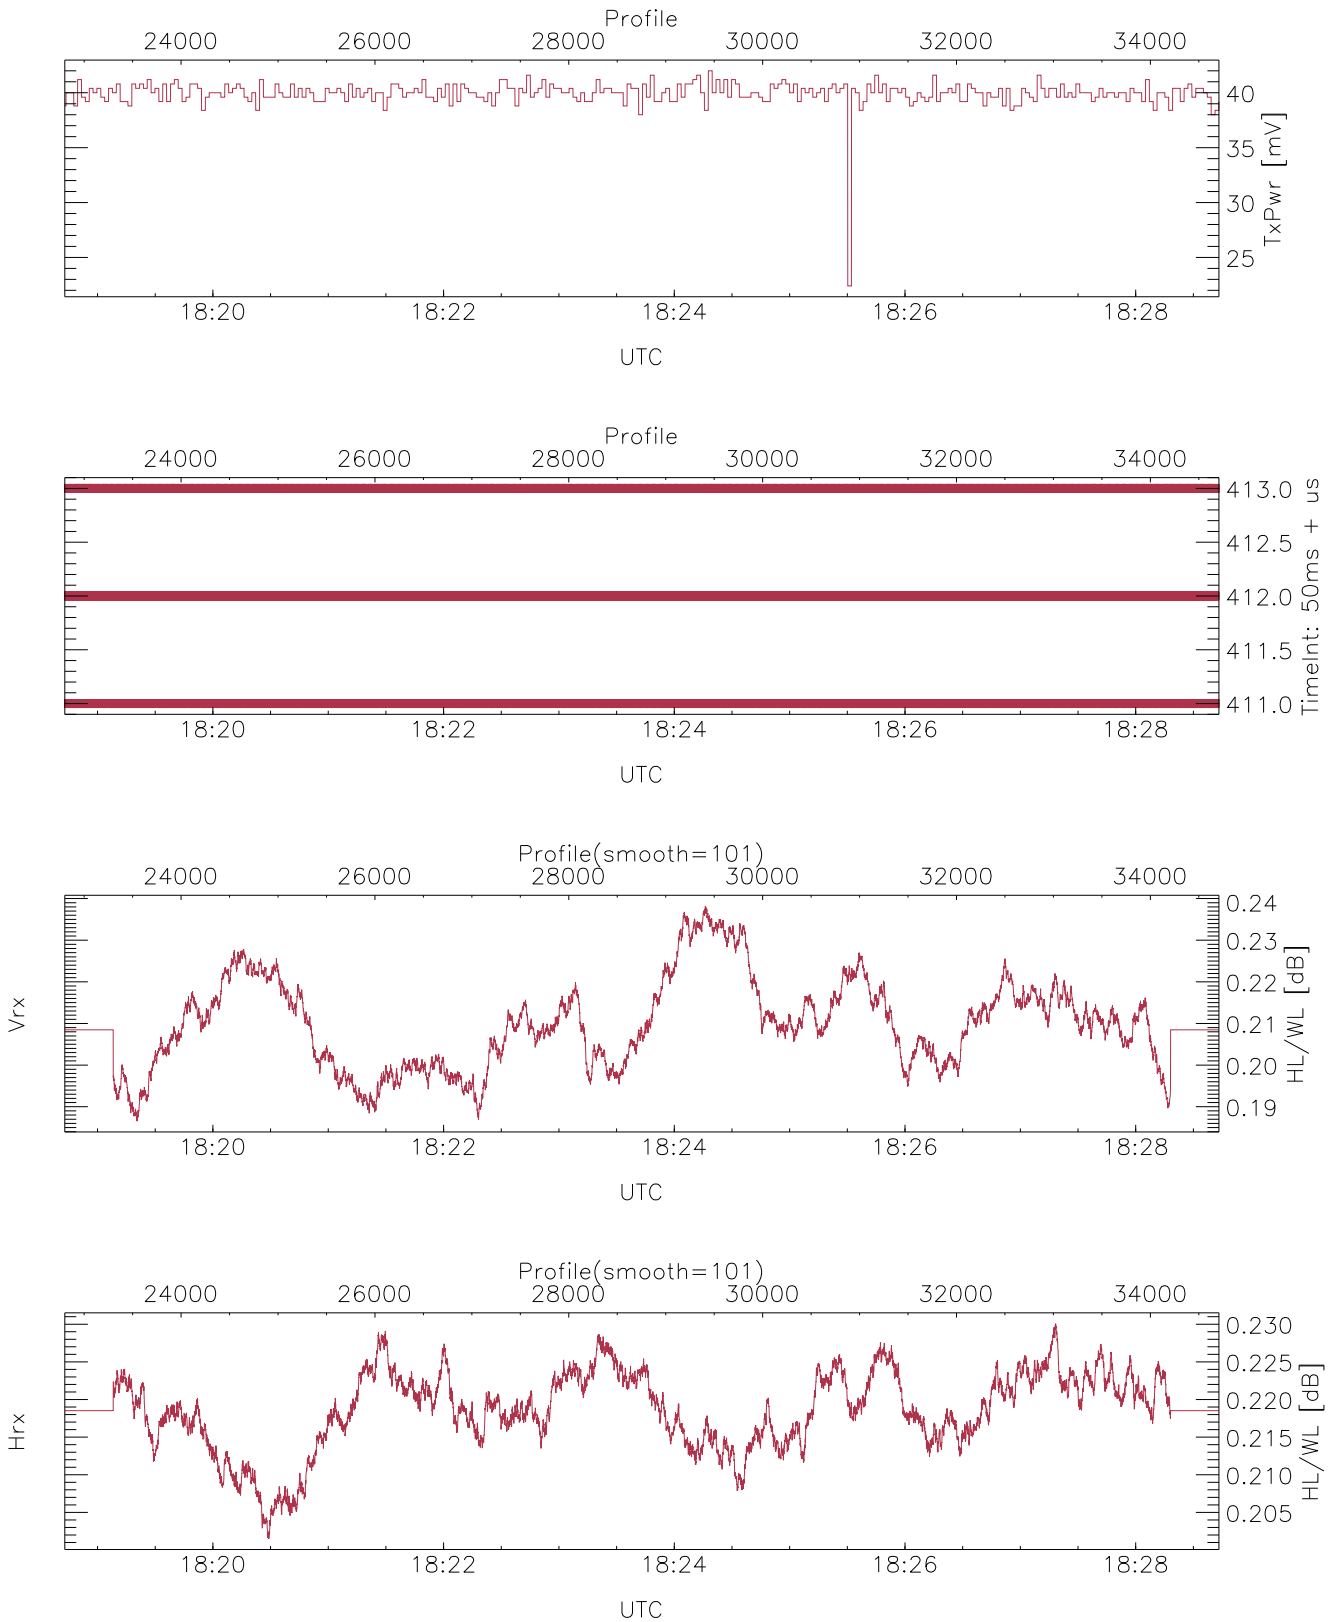 Profile
24000 26000 28000 30000 32000 34000
40
35
30
25
TxPwr [mV]
18:20 18:22 18:24 18:26 18:28
UTC
Profile
24000 26000 28000 30000 32000 34000
413.0
412.5
412.0
411.5
411.0
TimeInt: 50ms + us
18:20 18:22 18:24 18:26 18:28
UTC
Profile(smooth=101)
24000 26000 28000 30000 32000 34000
Vrx
0.24
0.23
0.22
0.21
0.20
0.19
HL/WL [dB]
18:20 18:22 18:24 18:26 18:28
UTC
Profile(smooth=101)
24000 26000 28000 30000 32000 34000
Hrx
0.230
0.225
0.220
0.215
0.210
0.205
HL/WL [dB]
18:20 18:22 18:24 18:26 18:28
UTC